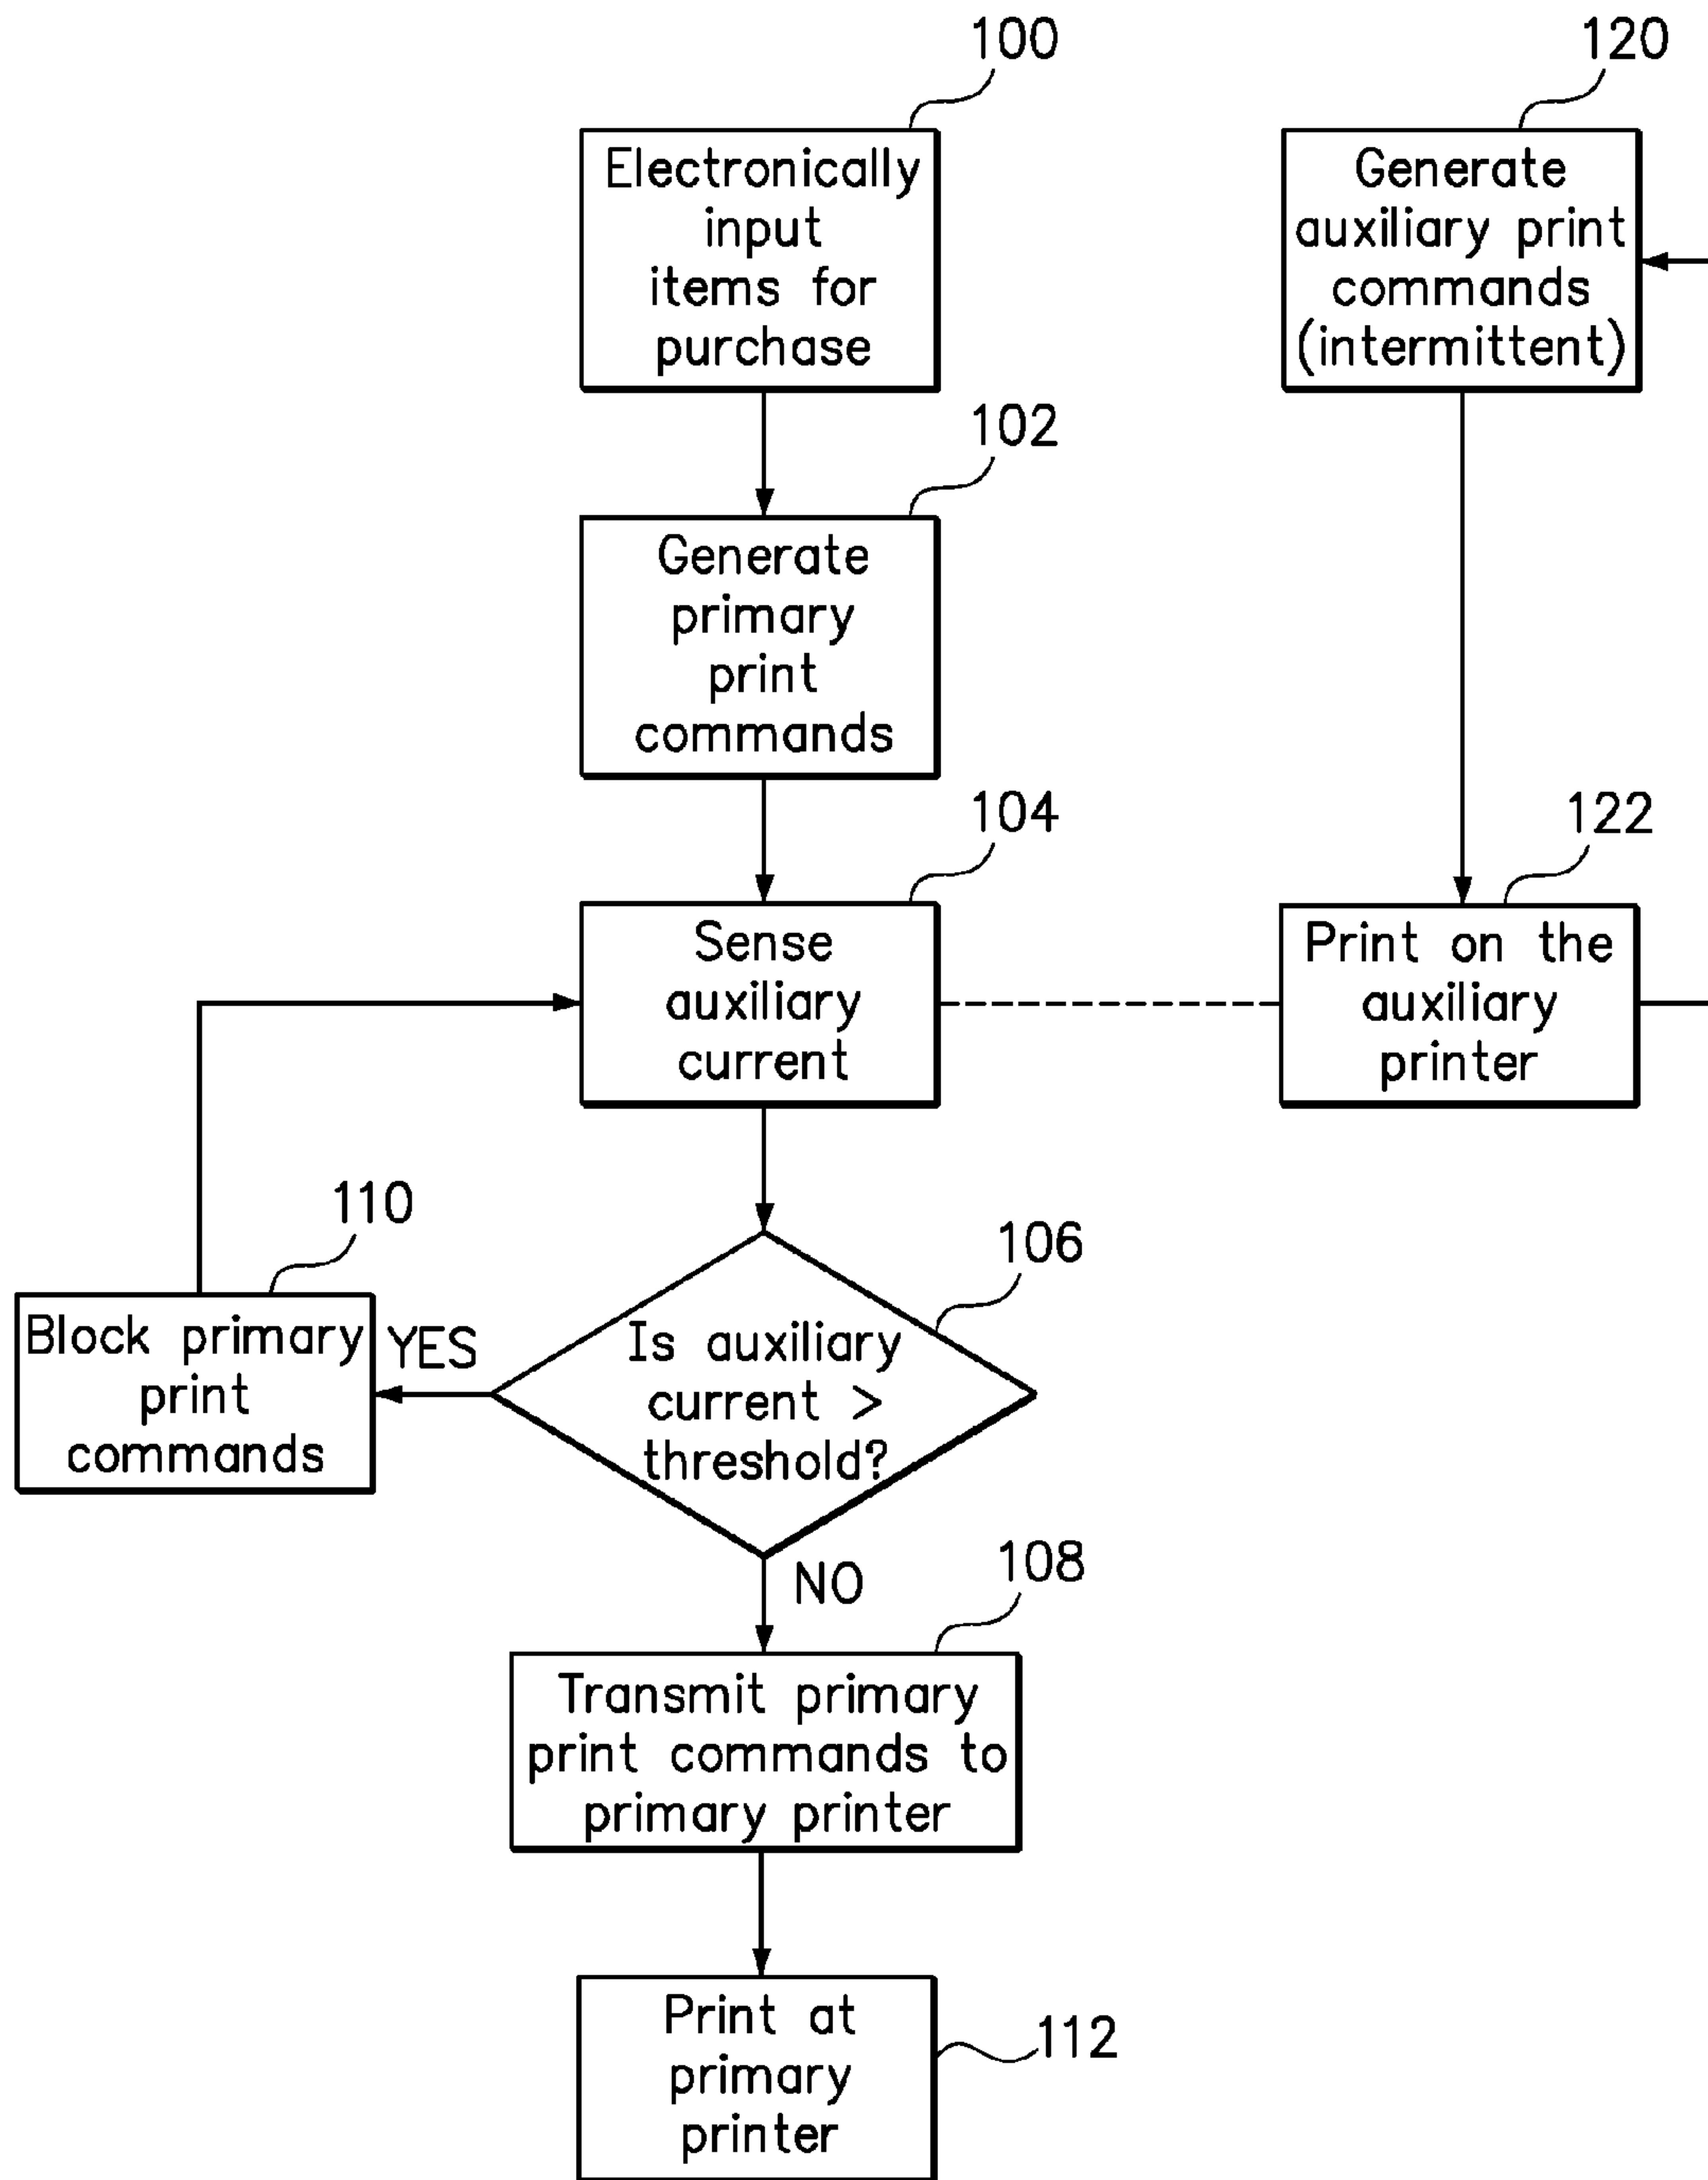 100
Electronically
input
items for
purchase
102
Generate
primary
print
commands
104
Sense
auxiliary
current
106
Is auxiliary
current >
threshold?
YES
110
Block primary
print
commands
NO
108
Transmit primary
print commands to
primary printer
Print at
primary
printer
112
120
Generate
auxiliary print
commands
(intermittent)
122
Print on the
auxiliary
printer